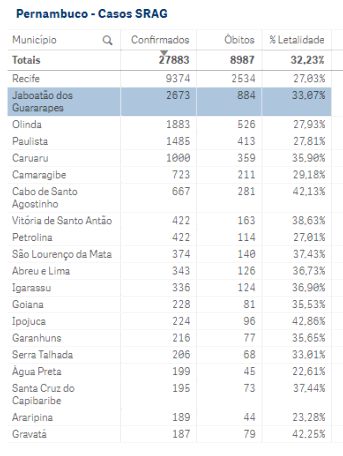 Pernambuco - Casos SRAG
Município Confirmados Óbitos % Letalidade
Totais 27883 8987 32,23%
Recife 9374 2534 27,03%
Jaboatão dos Guararapes 2673 884 33,07%
Olinda 1883 526 27,93%
Paulista 1485 413 27,81%
Caruaru 1000 359 35,90%
Camaragibe 723 211 29,18%
Cabo de Santo Agostinho 667 281 42,13%
Vitória de Santo Antão 422 163 38,63%
Petrolina 422 114 27,01%
São Lourenço da Mata 374 140 37,43%
Abreu e Lima 343 126 36,73%
Igarassu 336 124 36,90%
Goiana 228 81 35,53%
Ipojuca 224 96 42,86%
Garanhuns 216 77 35,65%
Serra Talhada 206 68 33,01%
Água Preta 199 45 22,61%
Santa Cruz do Capibaribe 195 73 37,44%
Araripina 189 44 23,28%
Gravatá 187 79 42,25%